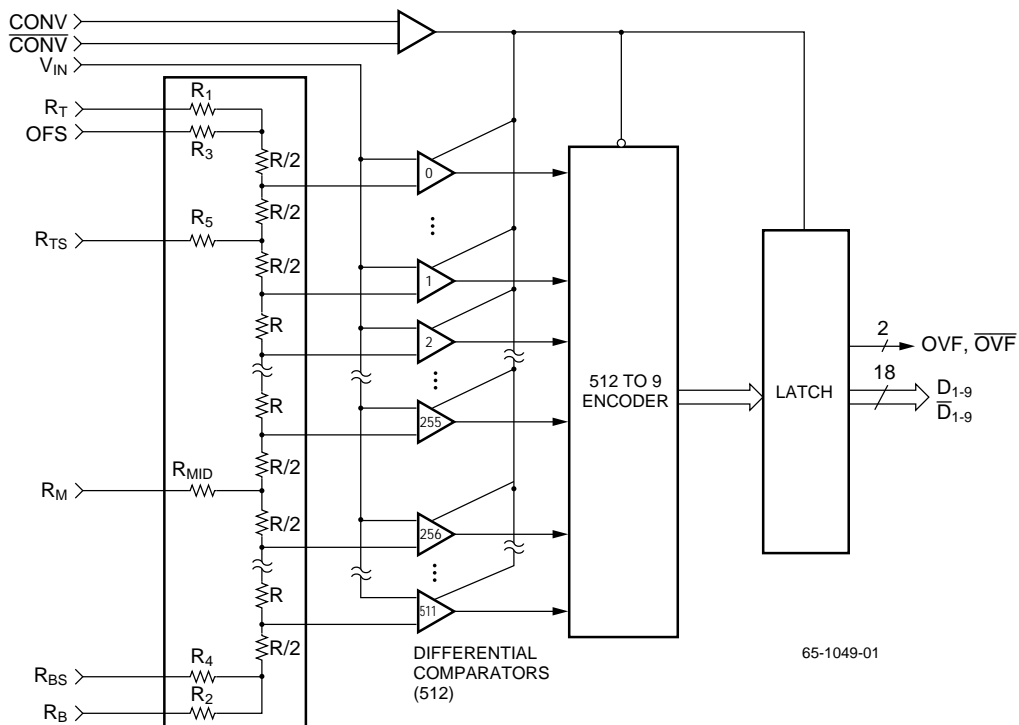 CONV
CONV
V_IN
R_T
R_1
OFS
R_3
R/2
0
R/2
R_TS
R_5
R/2
1
R
2
R
255
512 TO 9
ENCODER
LATCH
2
OVF, OVF
18
D_1-9
D_1-9
R/2
R_M
R_MID
R/2
256
R
511
R/2
R_BS
R_4
R_B
R_2
DIFFERENTIAL
COMPARATORS
(512)
65-1049-01